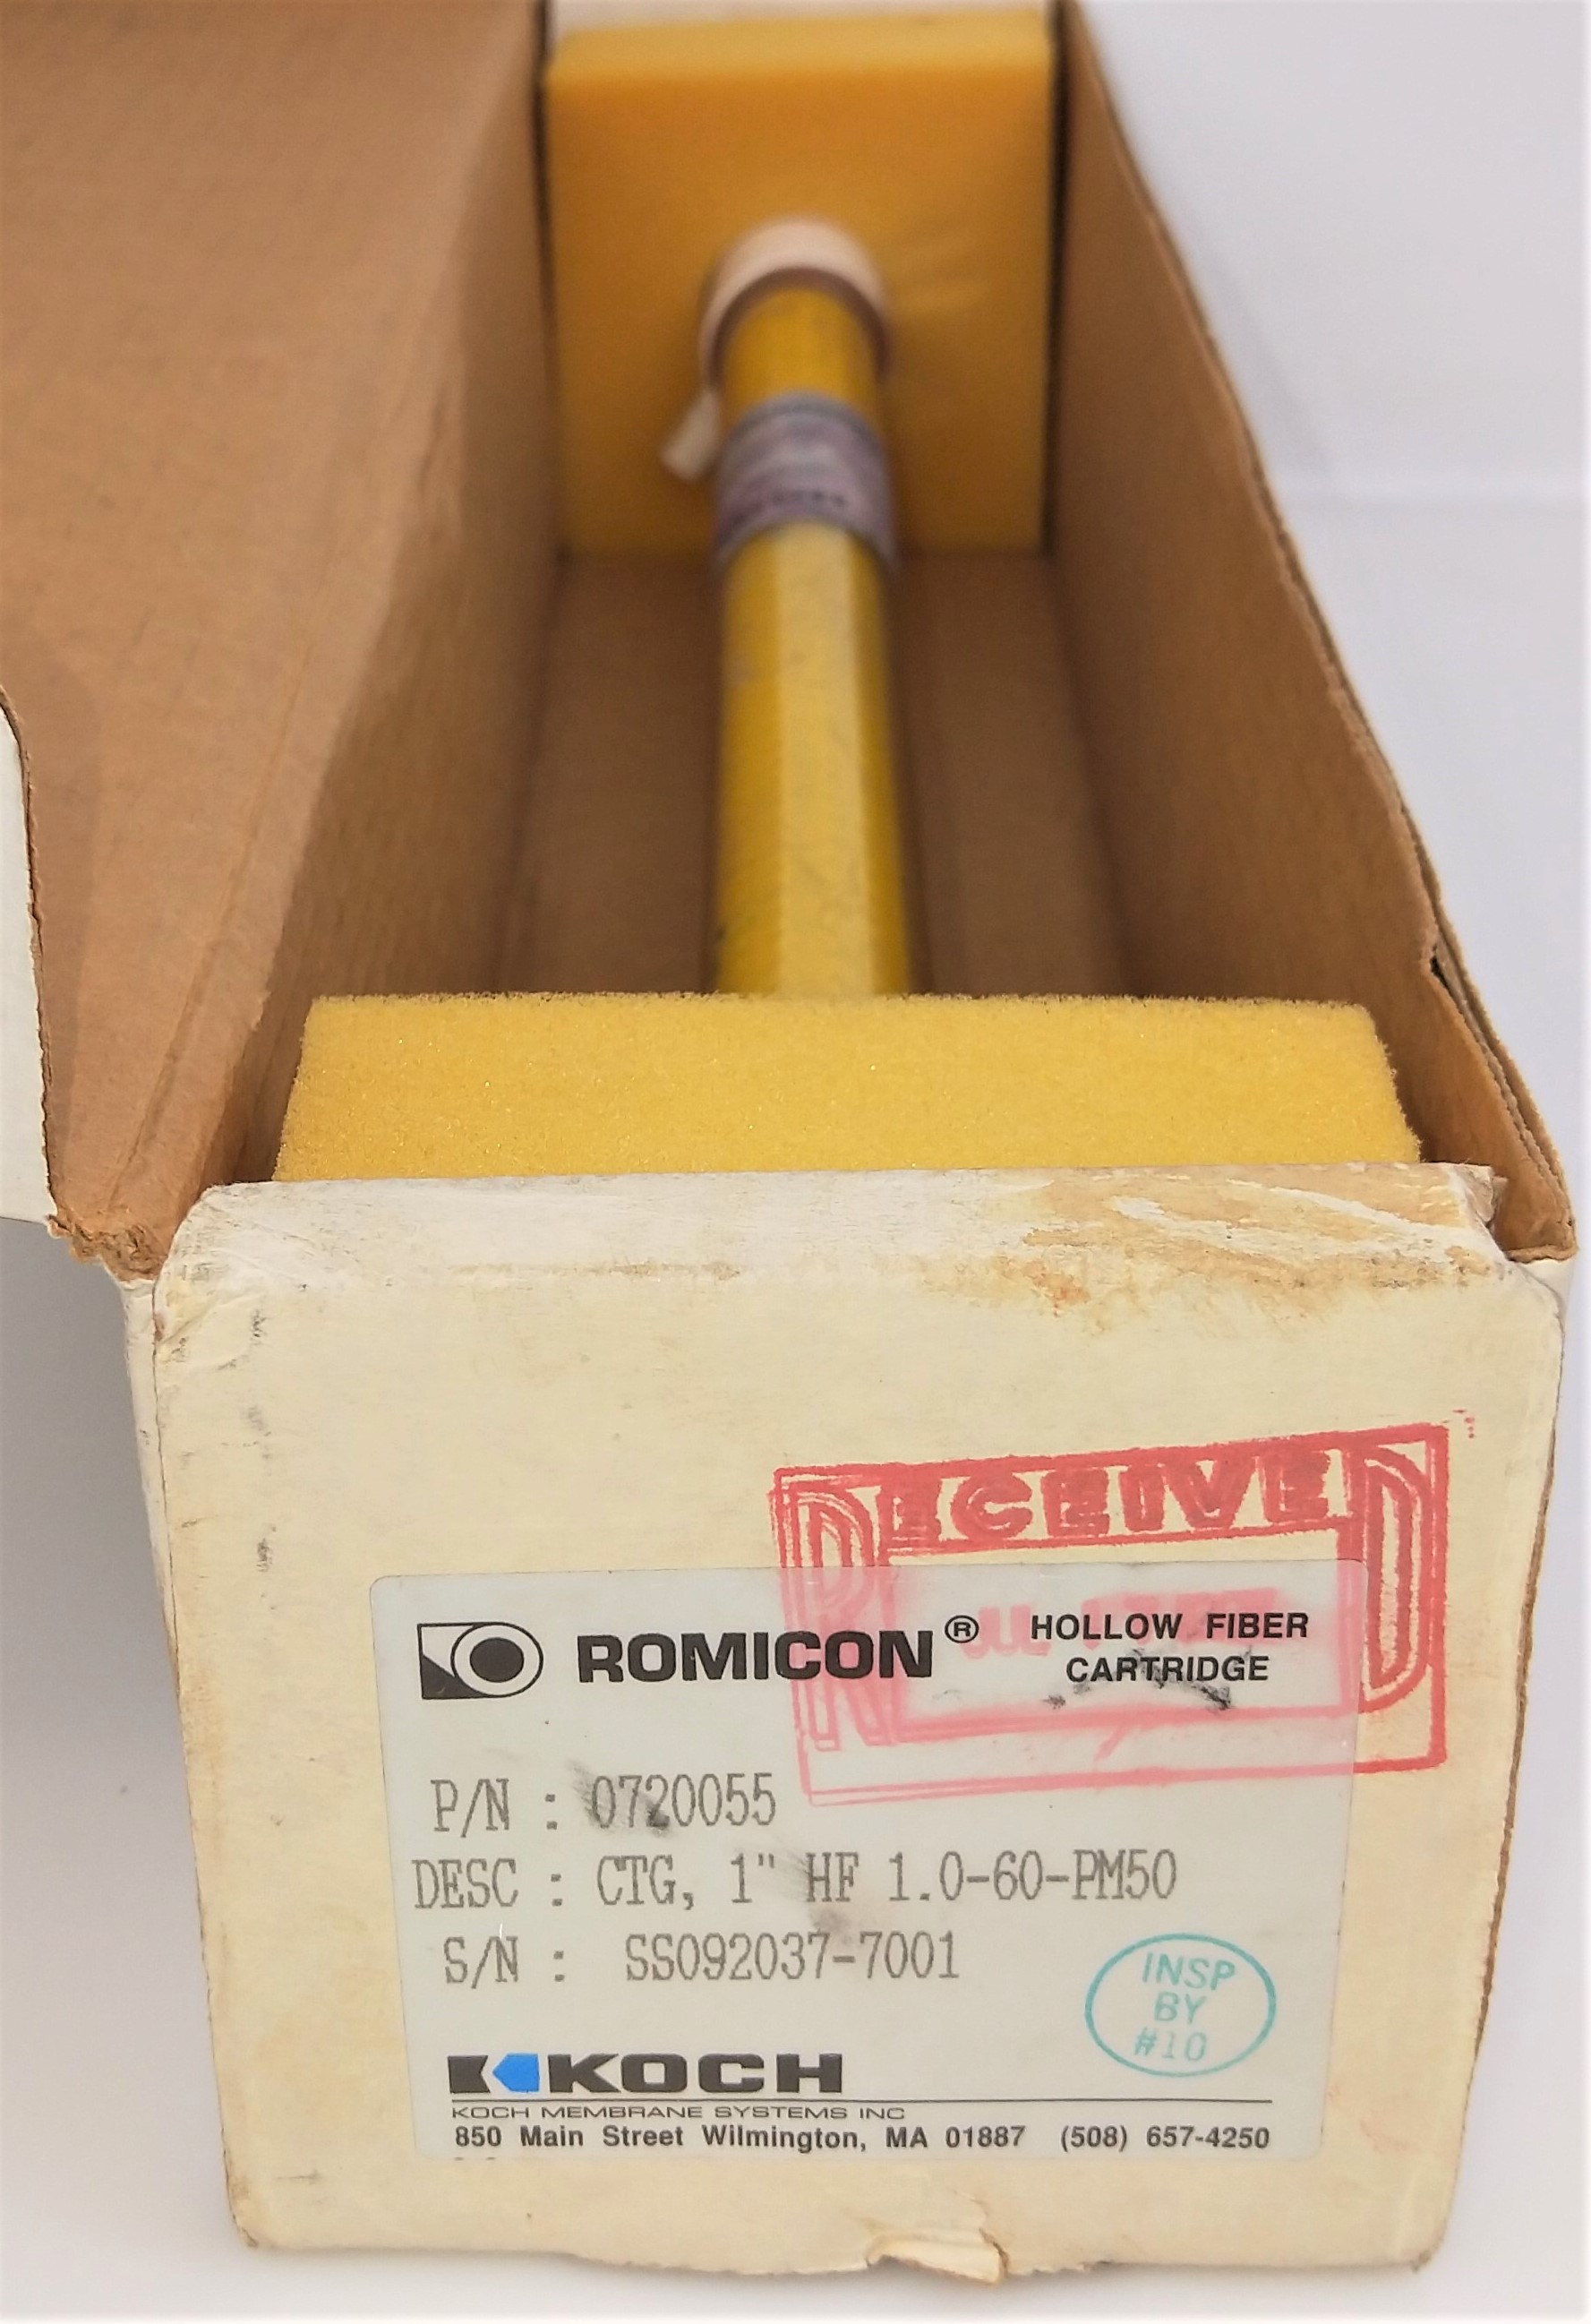 RECEIVED
ROMICON® HOLLOW FIBER
CARTRIDGE
P/N : 0720055
DESC : CTG, 1" HF 1.0-60-PM50
S/N : SS092037-7001
INSP
BY
#10
KOCH
KOCH MEMBRANE SYSTEMS INC
850 Main Street Wilmington, MA 01887 (508) 657-4250